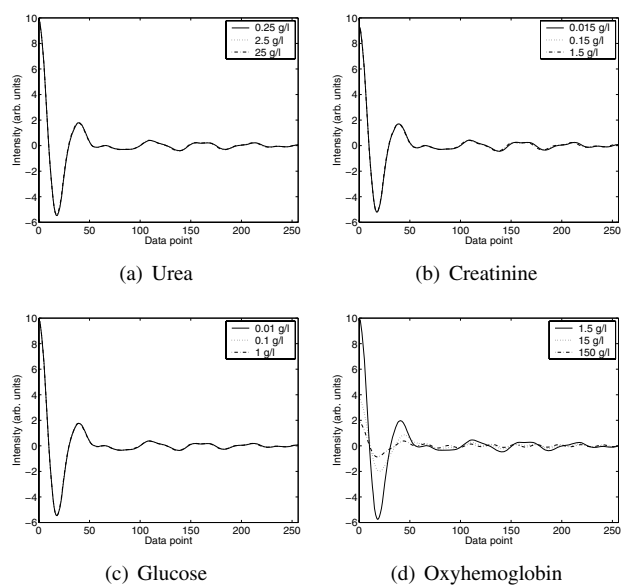 10
8
6
4
2
0
−2
−4
−6
0 50 100 150 200 250
Intensity (arb. units)
Data point
0.25 g/l
2.5 g/l
25 g/l
(a) Urea
10
8
6
4
2
0
−2
−4
−6
0 50 100 150 200 250
Intensity (arb. units)
Data point
0.015 g/l
0.15 g/l
1.5 g/l
(b) Creatinine
10
8
6
4
2
0
−2
−4
−6
0 50 100 150 200 250
Intensity (arb. units)
Data point
0.01 g/l
0.1 g/l
1 g/l
(c) Glucose
10
8
6
4
2
0
−2
−4
−6
0 50 100 150 200 250
Intensity (arb. units)
Data point
1.5 g/l
15 g/l
150 g/l
(d) Oxyhemoglobin